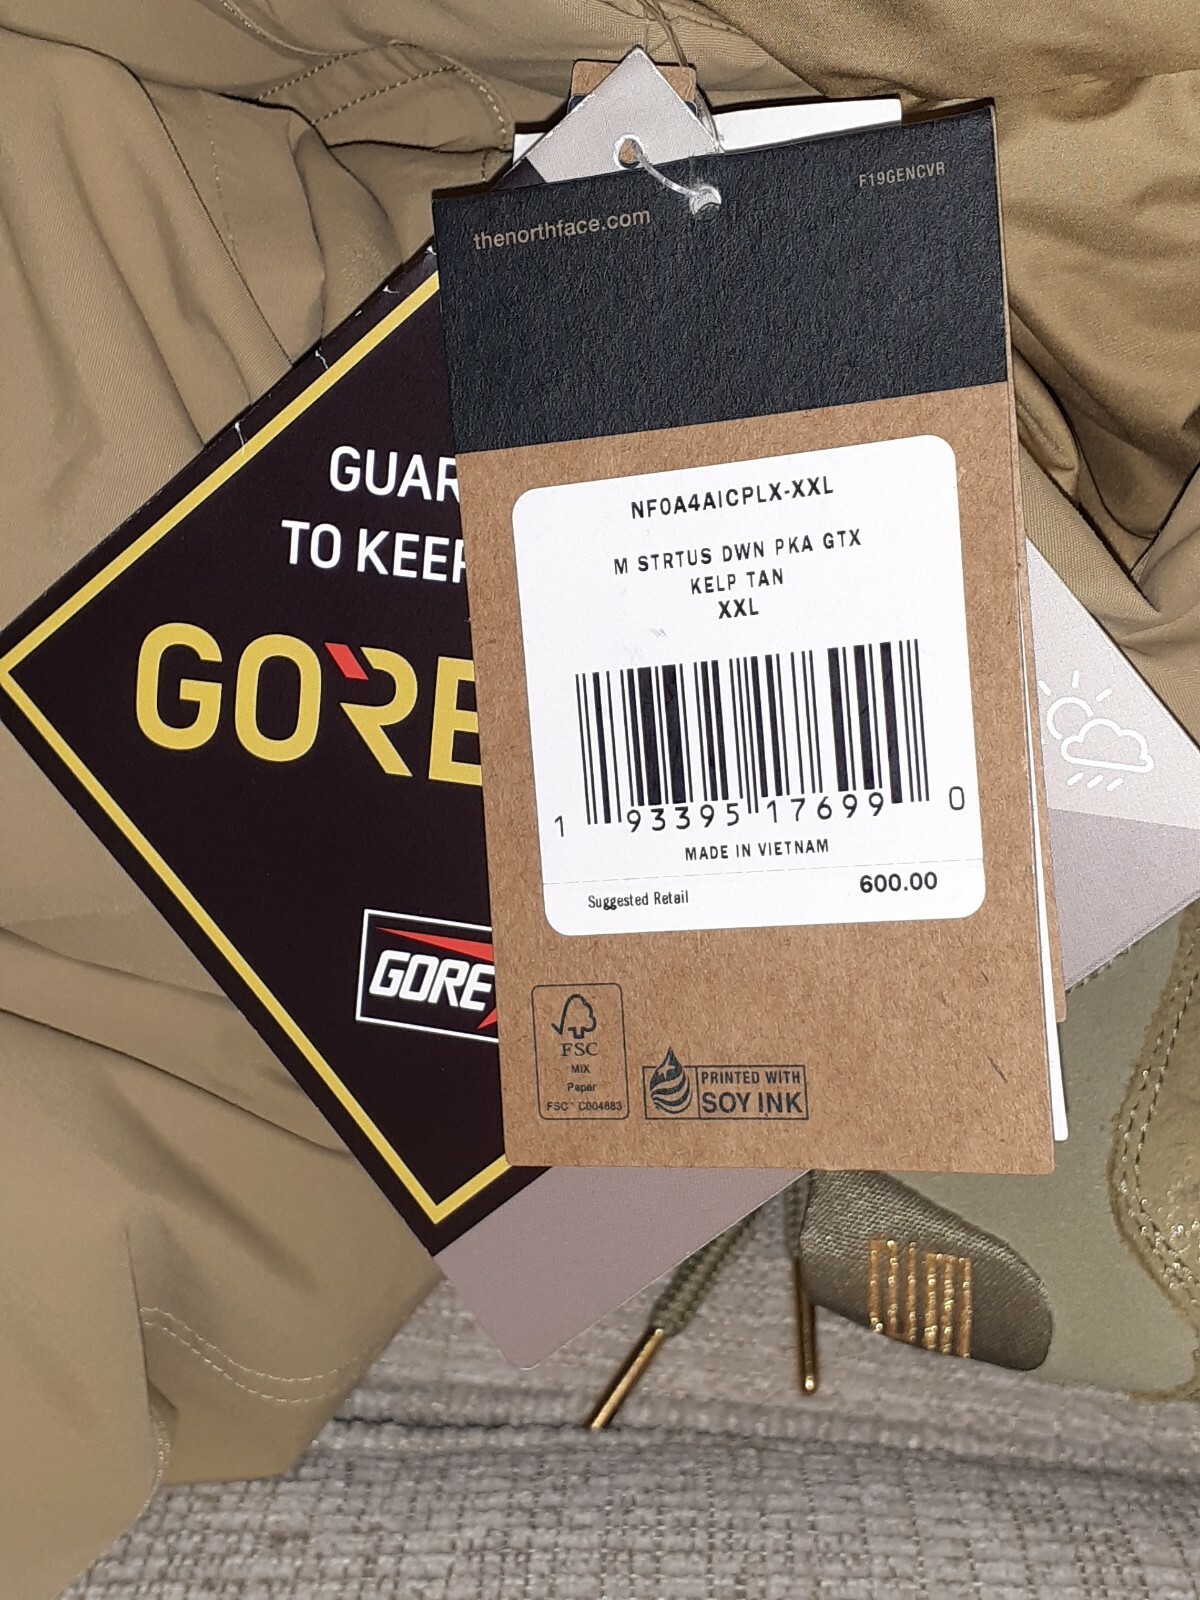 thenorthface.com
F19GENCVR
GUAR
TO KEEP
GORE
GORE
NF0A4AICPLX-XXL
M STRTUS DWN PKA GTX
KELP TAN
XXL
1 93395 17699 0
MADE IN VIETNAM
Suggested Retail 600.00
FSC
MIX
Paper
FSC™ C004883
PRINTED WITH
SOY INK